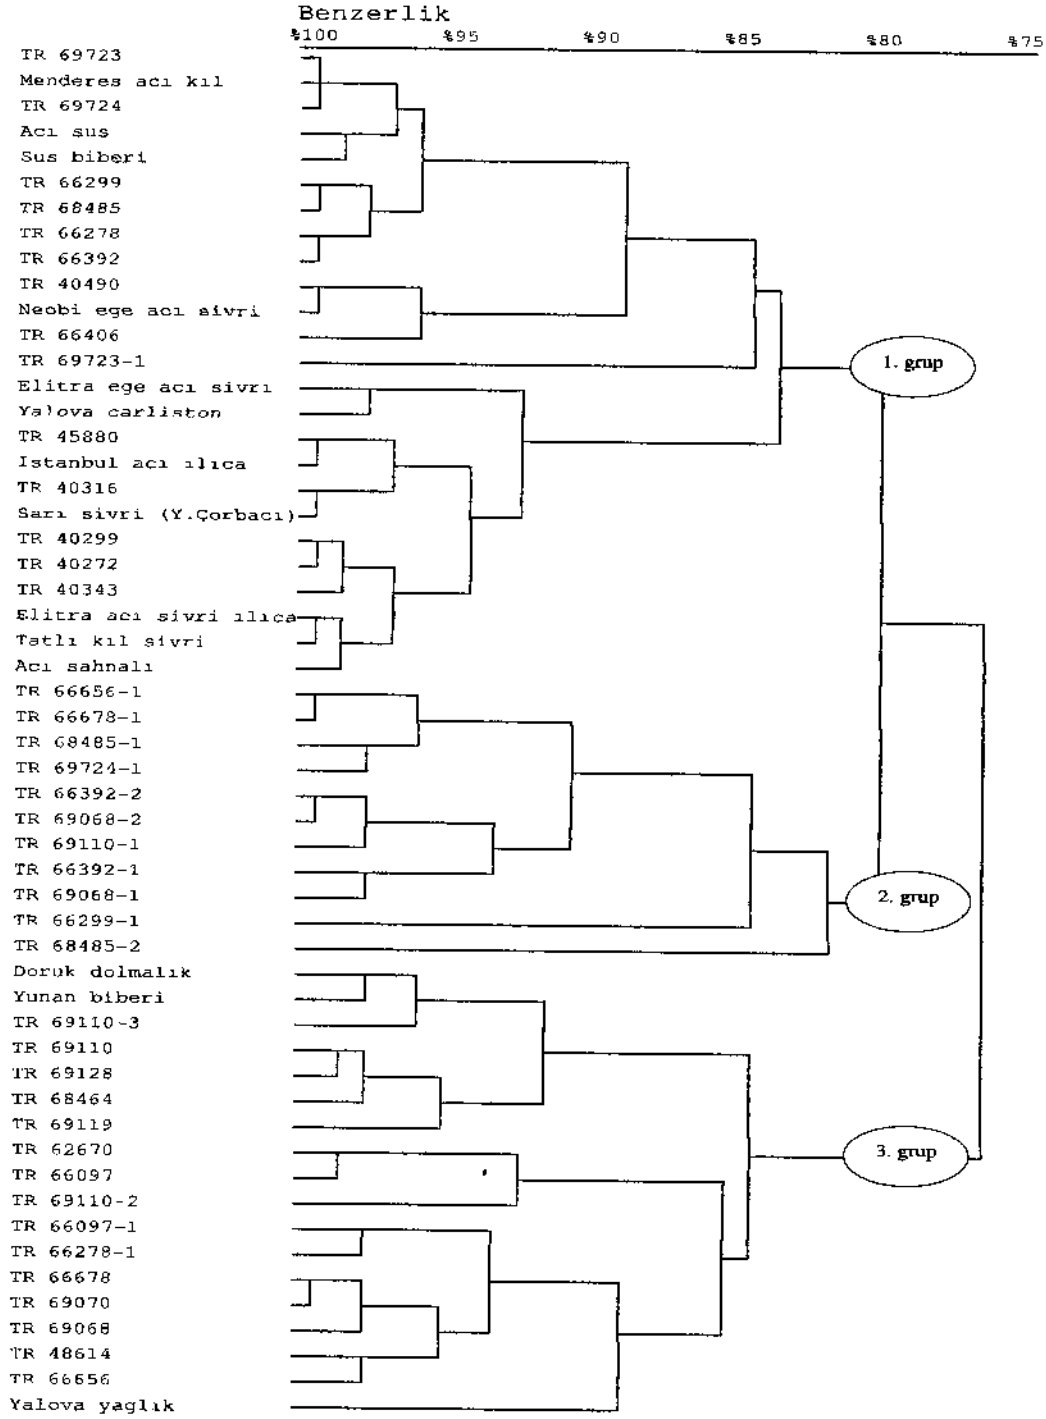 Benzerlik
%100 %95 %90 %85 %80 %75
TR 69723
Menderes acı kıl
TR 69724
Acı sus
Sus biberi
TR 66299
TR 68485
TR 66278
TR 66392
TR 40490
Neobi ege acı sivri
TR 66406
TR 69723-1
1. grup
Elitra ege acı sivri
Yalova carliston
TR 45880
Istanbul acı ılıca
TR 40316
Sarı sivri (Y.Çorbacı)
TR 40299
TR 40272
TR 40343
Elitra acı sivri ılıca
Tatlı kıl sivri
Acı sahnalı
TR 66656-1
TR 66678-1
TR 68485-1
TR 69724-1
TR 66392-2
TR 69068-2
TR 69110-1
TR 66392-1
TR 69068-1
2. grup
TR 66299-1
TR 68485-2
Doruk dolmalık
Yunan biberi
TR 69110-3
TR 69110
TR 69128
TR 68464
TR 69119
TR 62670
3. grup
TR 66097
TR 69110-2
TR 66097-1
TR 66278-1
TR 66678
TR 69070
TR 69068
TR 48614
TR 66656
Yalova yaglık